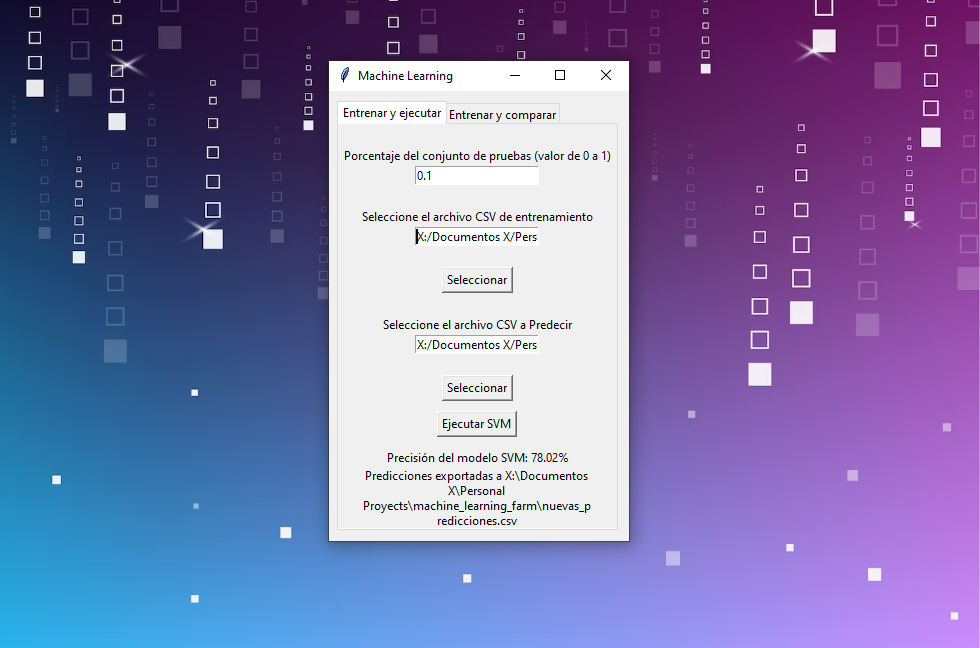 Machine Learning
Entrenar y ejecutar
Entrenar y comparar
Porcentaje del conjunto de pruebas (valor de 0 a 1)
0.1
Seleccione el archivo CSV de entrenamiento
X:/Documentos X/Pers
Seleccionar
Seleccione el archivo CSV a Predecir
X:/Documentos X/Pers
Seleccionar
Ejecutar SVM
Precisión del modelo SVM: 78.02%
Predicciones exportadas a X:\Documentos
X\Personal
Proyects\machine_learning_farm\nuevas_p
redicciones.csv